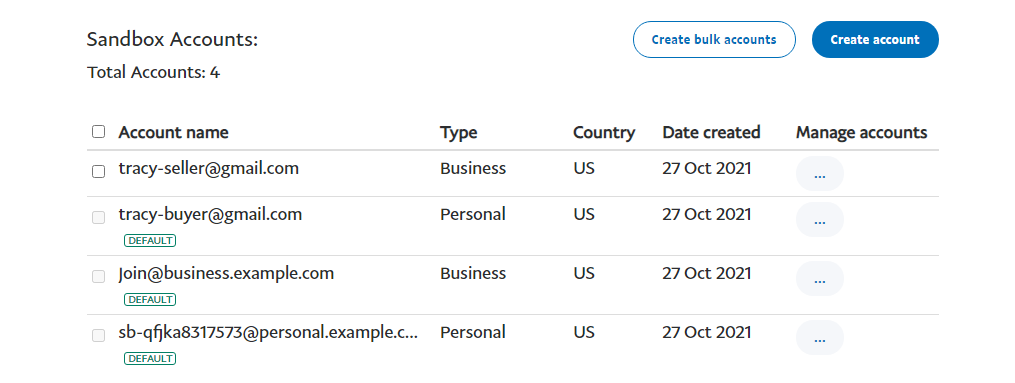 Sandbox Accounts:
Create bulk accounts
Create account
Total Accounts: 4
Account name Type Country Date created Manage accounts
tracy-seller@gmail.com Business US 27 Oct 2021 ...
tracy-buyer@gmail.com Personal US 27 Oct 2021 ...
DEFAULT
Join@business.example.com Business US 27 Oct 2021 ...
DEFAULT
sb-qfjka8317573@personal.example.c... Personal US 27 Oct 2021 ...
DEFAULT